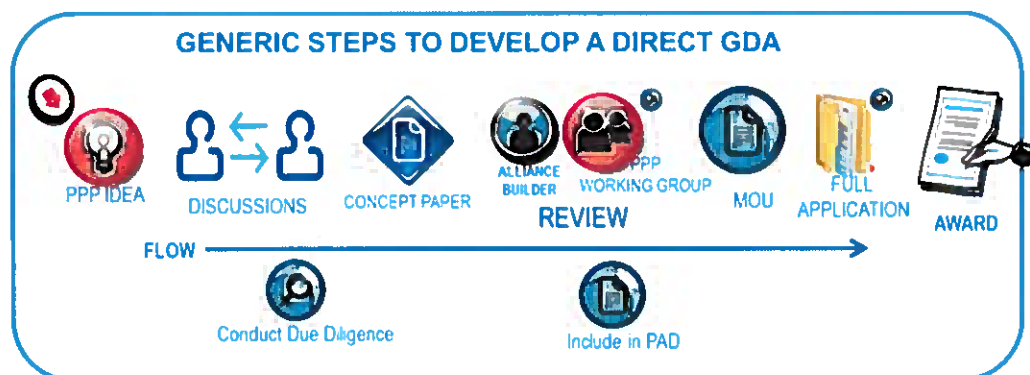 GENERIC STEPS TO DEVELOP A DIRECT GDA
PPP IDEA
DISCUSSIONS
CONCEPT PAPER
ALLIANCE
BUILDER
PPP
WORKING GROUP
REVIEW
MOU
FULL
APPLICATION
AWARD
FLOW
Conduct Due Diligence
Include in PAD